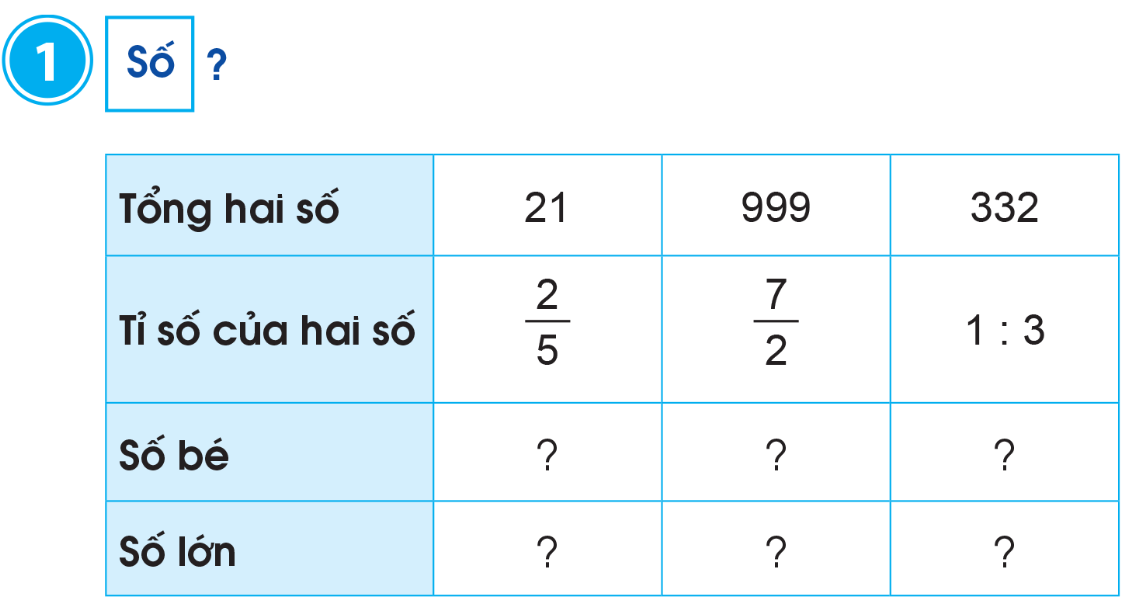 1 Số ?
Tổng hai số 21 999 332
Tỉ số của hai số 2/5 7/2 1 : 3
Số bé ? ? ?
Số lớn ? ? ?